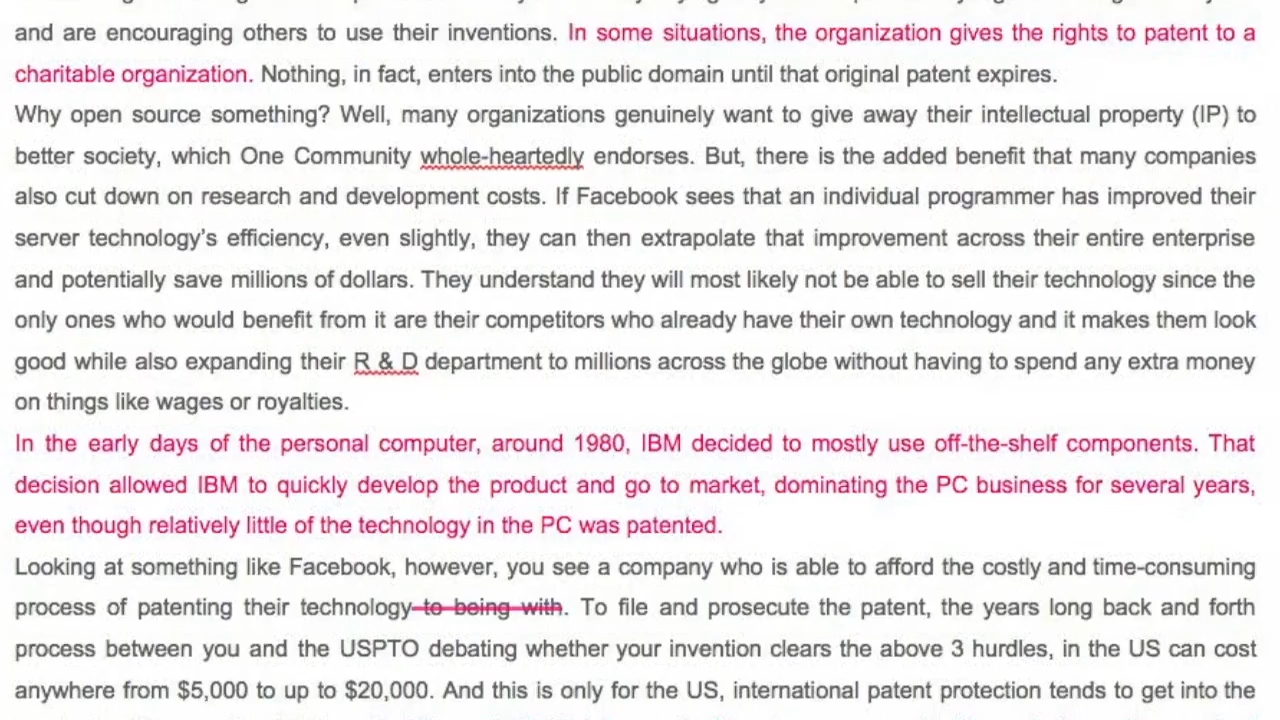 and are encouraging others to use their inventions. In some situations, the organization gives the rights to patent to a
charitable organization. Nothing, in fact, enters into the public domain until that original patent expires.
Why open source something? Well, many organizations genuinely want to give away their intellectual property (IP) to
better society, which One Community whole-heartedly endorses. But, there is the added benefit that many companies
also cut down on research and development costs. If Facebook sees that an individual programmer has improved their
server technology’s efficiency, even slightly, they can then extrapolate that improvement across their entire enterprise
and potentially save millions of dollars. They understand they will most likely not be able to sell their technology since the
only ones who would benefit from it are their competitors who already have their own technology and it makes them look
good while also expanding their R & D department to millions across the globe without having to spend any extra money
on things like wages or royalties.
In the early days of the personal computer, around 1980, IBM decided to mostly use off-the-shelf components. That
decision allowed IBM to quickly develop the product and go to market, dominating the PC business for several years,
even though relatively little of the technology in the PC was patented.
Looking at something like Facebook, however, you see a company who is able to afford the costly and time-consuming
process of patenting their technology to being with. To file and prosecute the patent, the years long back and forth
process between you and the USPTO debating whether your invention clears the above 3 hurdles, in the US can cost
anywhere from $5,000 to up to $20,000. And this is only for the US, international patent protection tends to get into the